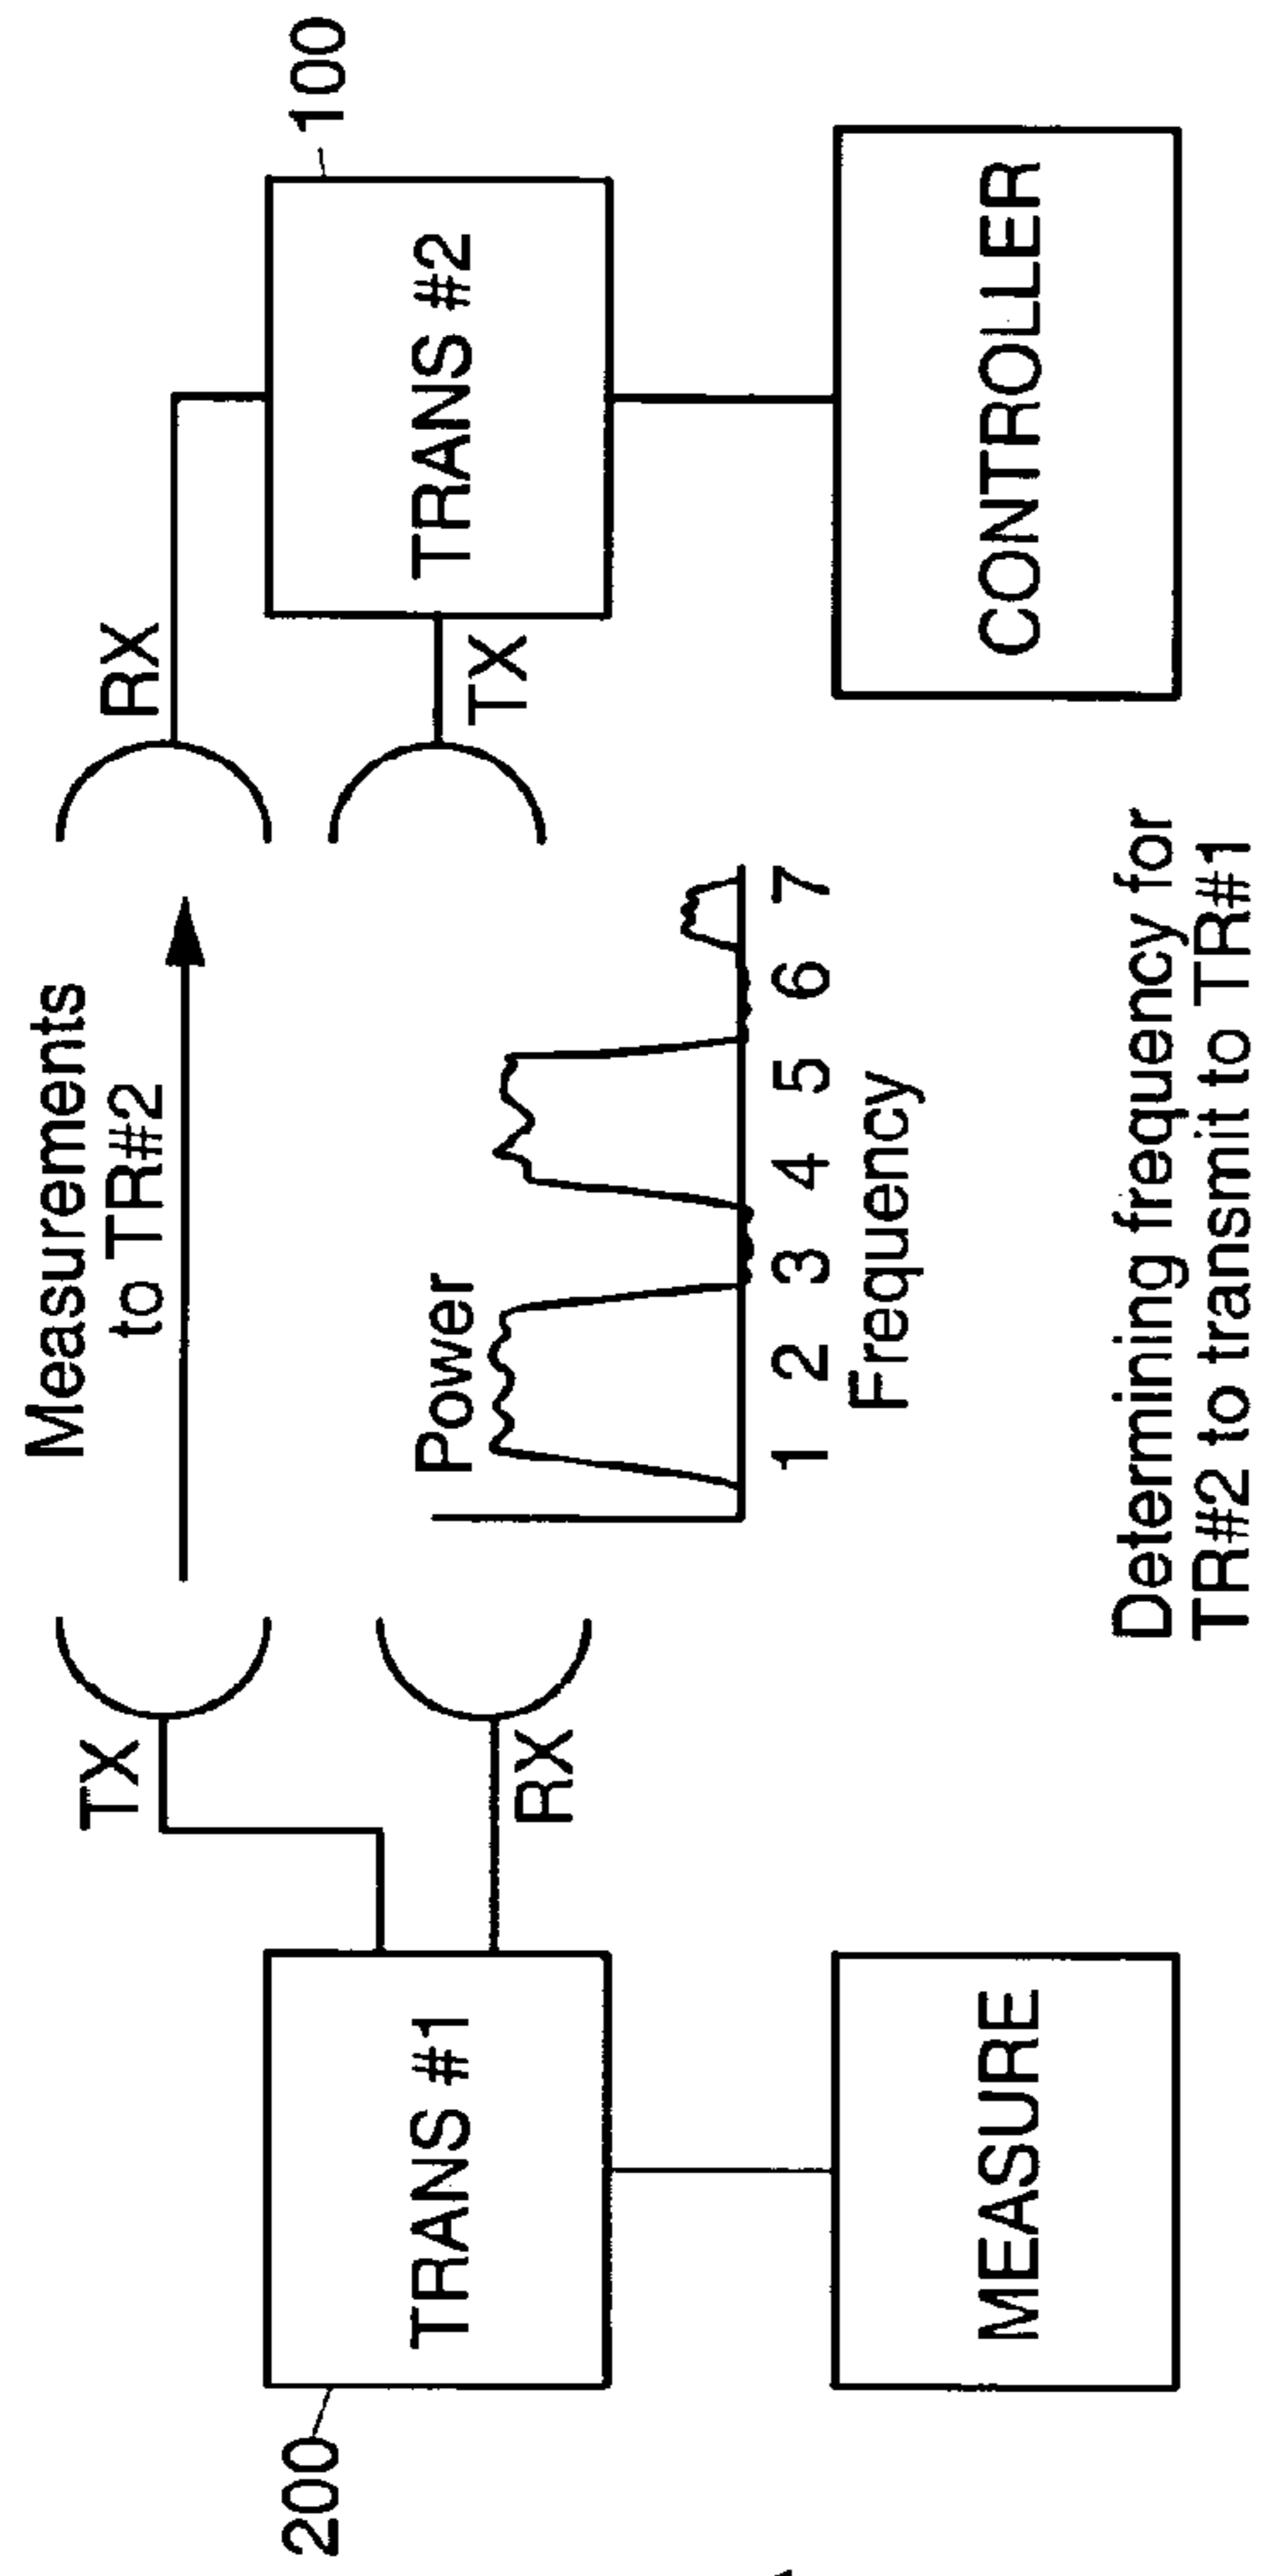 Measurements
to TR#2
TX
RX
200
TRANS #1
RX
100
TRANS #2
TX
Power
1 2 3 4 5 6 7
Frequency
MEASURE
CONTROLLER
Determining frequency for
TR#2 to transmit to TR#1